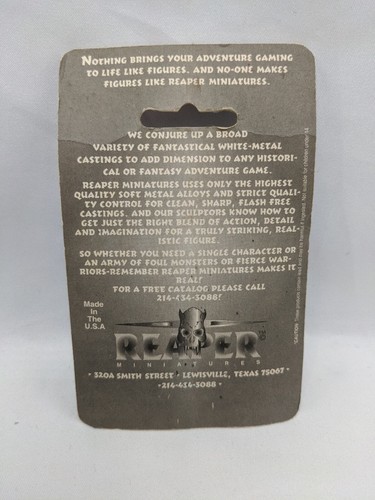 NOTHING BRINGS YOUR ADVENTURE GAMING
TO LIFE LIKE FIGURES. AND NO-ONE MAKES
FIGURES LIKE REAPER MINIATURES.
WE CONJURE UP A BROAD
VARIETY OF FANTASTICAL WHITE-METAL
CASTINGS TO ADD DIMENSION TO ANY HISTORI-
CAL OR FANTASY ADVENTURE GAME.
REAPER MINIATURES USES ONLY THE HIGHEST
QUALITY SOFT METAL ALLOYS AND STRICT QUALI-
TY CONTROL FOR CLEAN, SHARP, FLASH FREE
CASTINGS. AND OUR SCULPTORS KNOW HOW TO
GET JUST THE RIGHT BLEND OF ACTION, DETAIL
AND IMAGINATION FOR A TRULY STRIKING, REAL-
ISTIC FIGURE.
SO WHETHER YOU NEED A SINGLE CHARACTER OR
AN ARMY OF FOUL MONSTERS OR FIERCE WAR-
RIORS-REMEMBER REAPER MINIATURES MAKES IT
REAL!
FOR A FREE CATALOG PLEASE CALL
214-434-3088!
Made
In
The
U.S.A
REAPER
MINIATURES
• 320A SMITH STREET • LEWISVILLE, TEXAS 75067 •
•214-434-3088 •